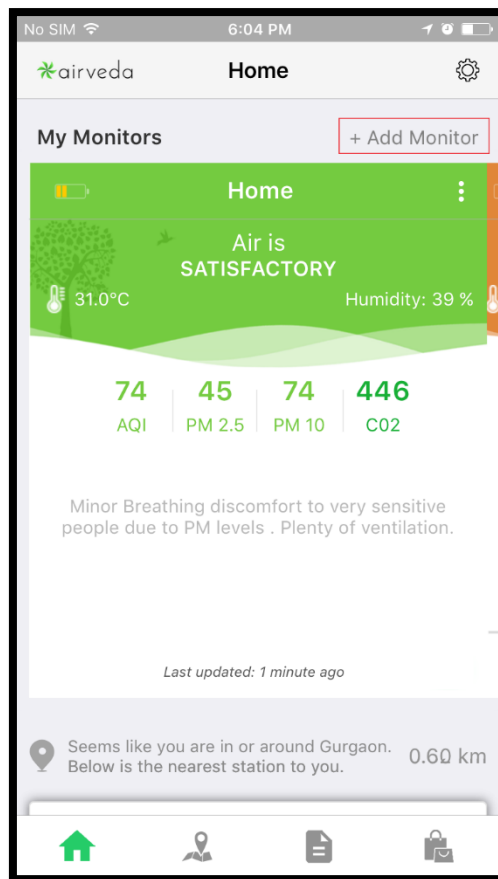 No SIM 6:04 PM
airveda Home
My Monitors + Add Monitor
Home
Air is
SATISFACTORY
31.0°C Humidity: 39 %
74 45 74 446
AQI PM 2.5 PM 10 C02
Minor Breathing discomfort to very sensitive
people due to PM levels . Plenty of ventilation.
Last updated: 1 minute ago
Seems like you are in or around Gurgaon.
Below is the nearest station to you.
km